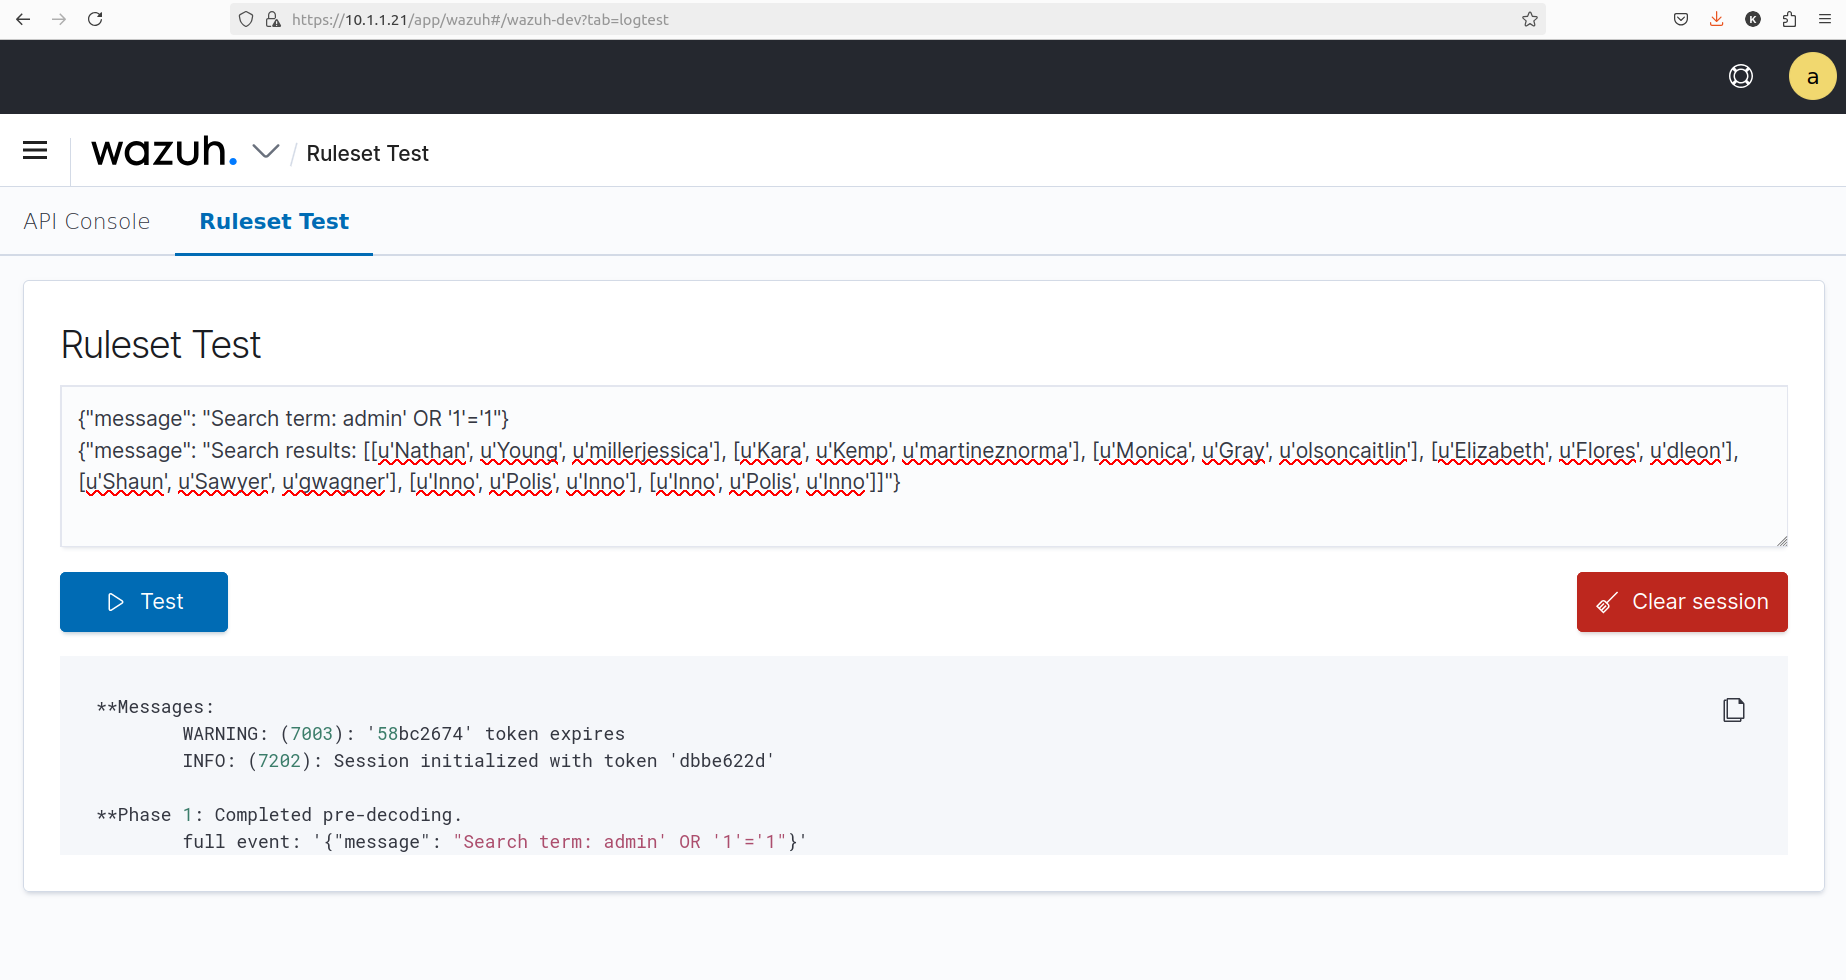 https://10.1.1.21/app/wazuh#/wazuh-dev?tab=logtest
K
a
wazuh. / Ruleset Test
API Console Ruleset Test
Ruleset Test
{"message": "Search term: admin' OR '1'='1"}
{"message": "Search results: [[u'Nathan', u'Young', u'millerjessica'], [u'Kara', u'Kemp', u'martineznorma'], [u'Monica', u'Gray', u'olsoncaitlin'], [u'Elizabeth', u'Flores', u'dleon'],
[u'Shaun', u'Sawyer', u'gwagner'], [u'Inno', u'Polis', u'Inno'], [u'Inno', u'Polis', u'Inno']]"}
Test Clear session
**Messages:
WARNING: (7003): '58bc2674' token expires
INFO: (7202): Session initialized with token 'dbbe622d'
**Phase 1: Completed pre-decoding.
full event: '{"message": "Search term: admin' OR '1'='1"}'